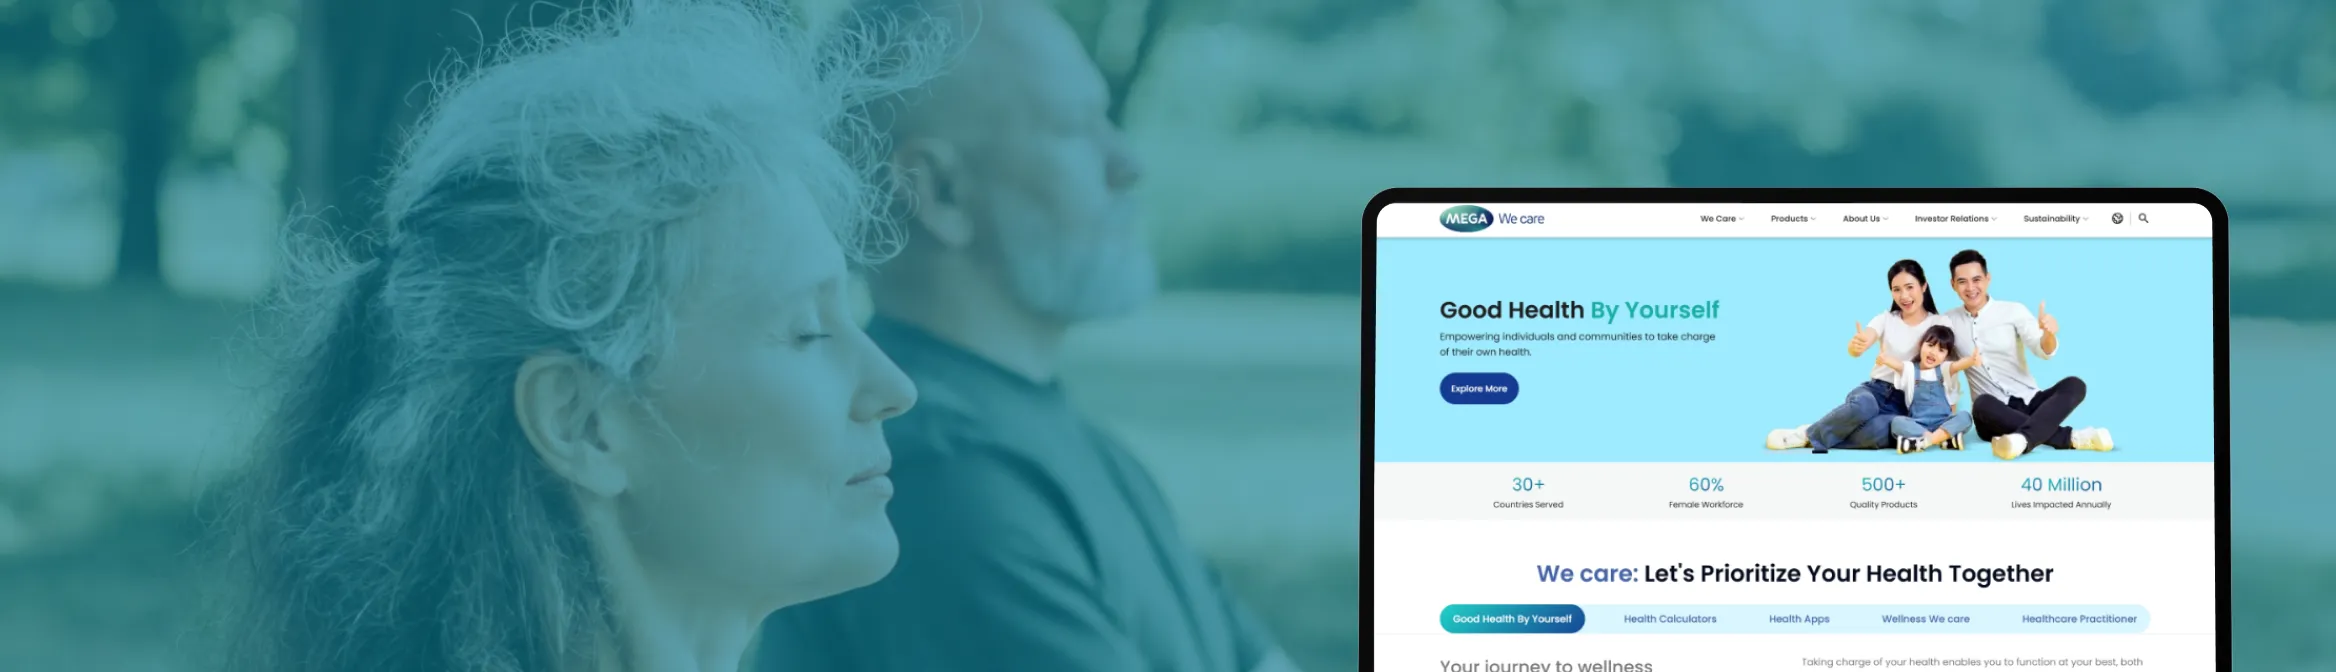 MEGA We care
We Care
Products
About Us
Investor Relations
Sustainability
Good Health By Yourself
Empowering individuals and communities to take charge
of their own health.
Explore More
30+
Countries Served
60%
Female Workforce
500+
Quality Products
40 Million
Lives Impacted Annually
We care: Let's Prioritize Your Health Together
Good Health By Yourself
Health Calculators
Health Apps
Wellness We care
Healthcare Practitioner
Your journey to wellness
Taking charge of your health enables you to function at your best, both